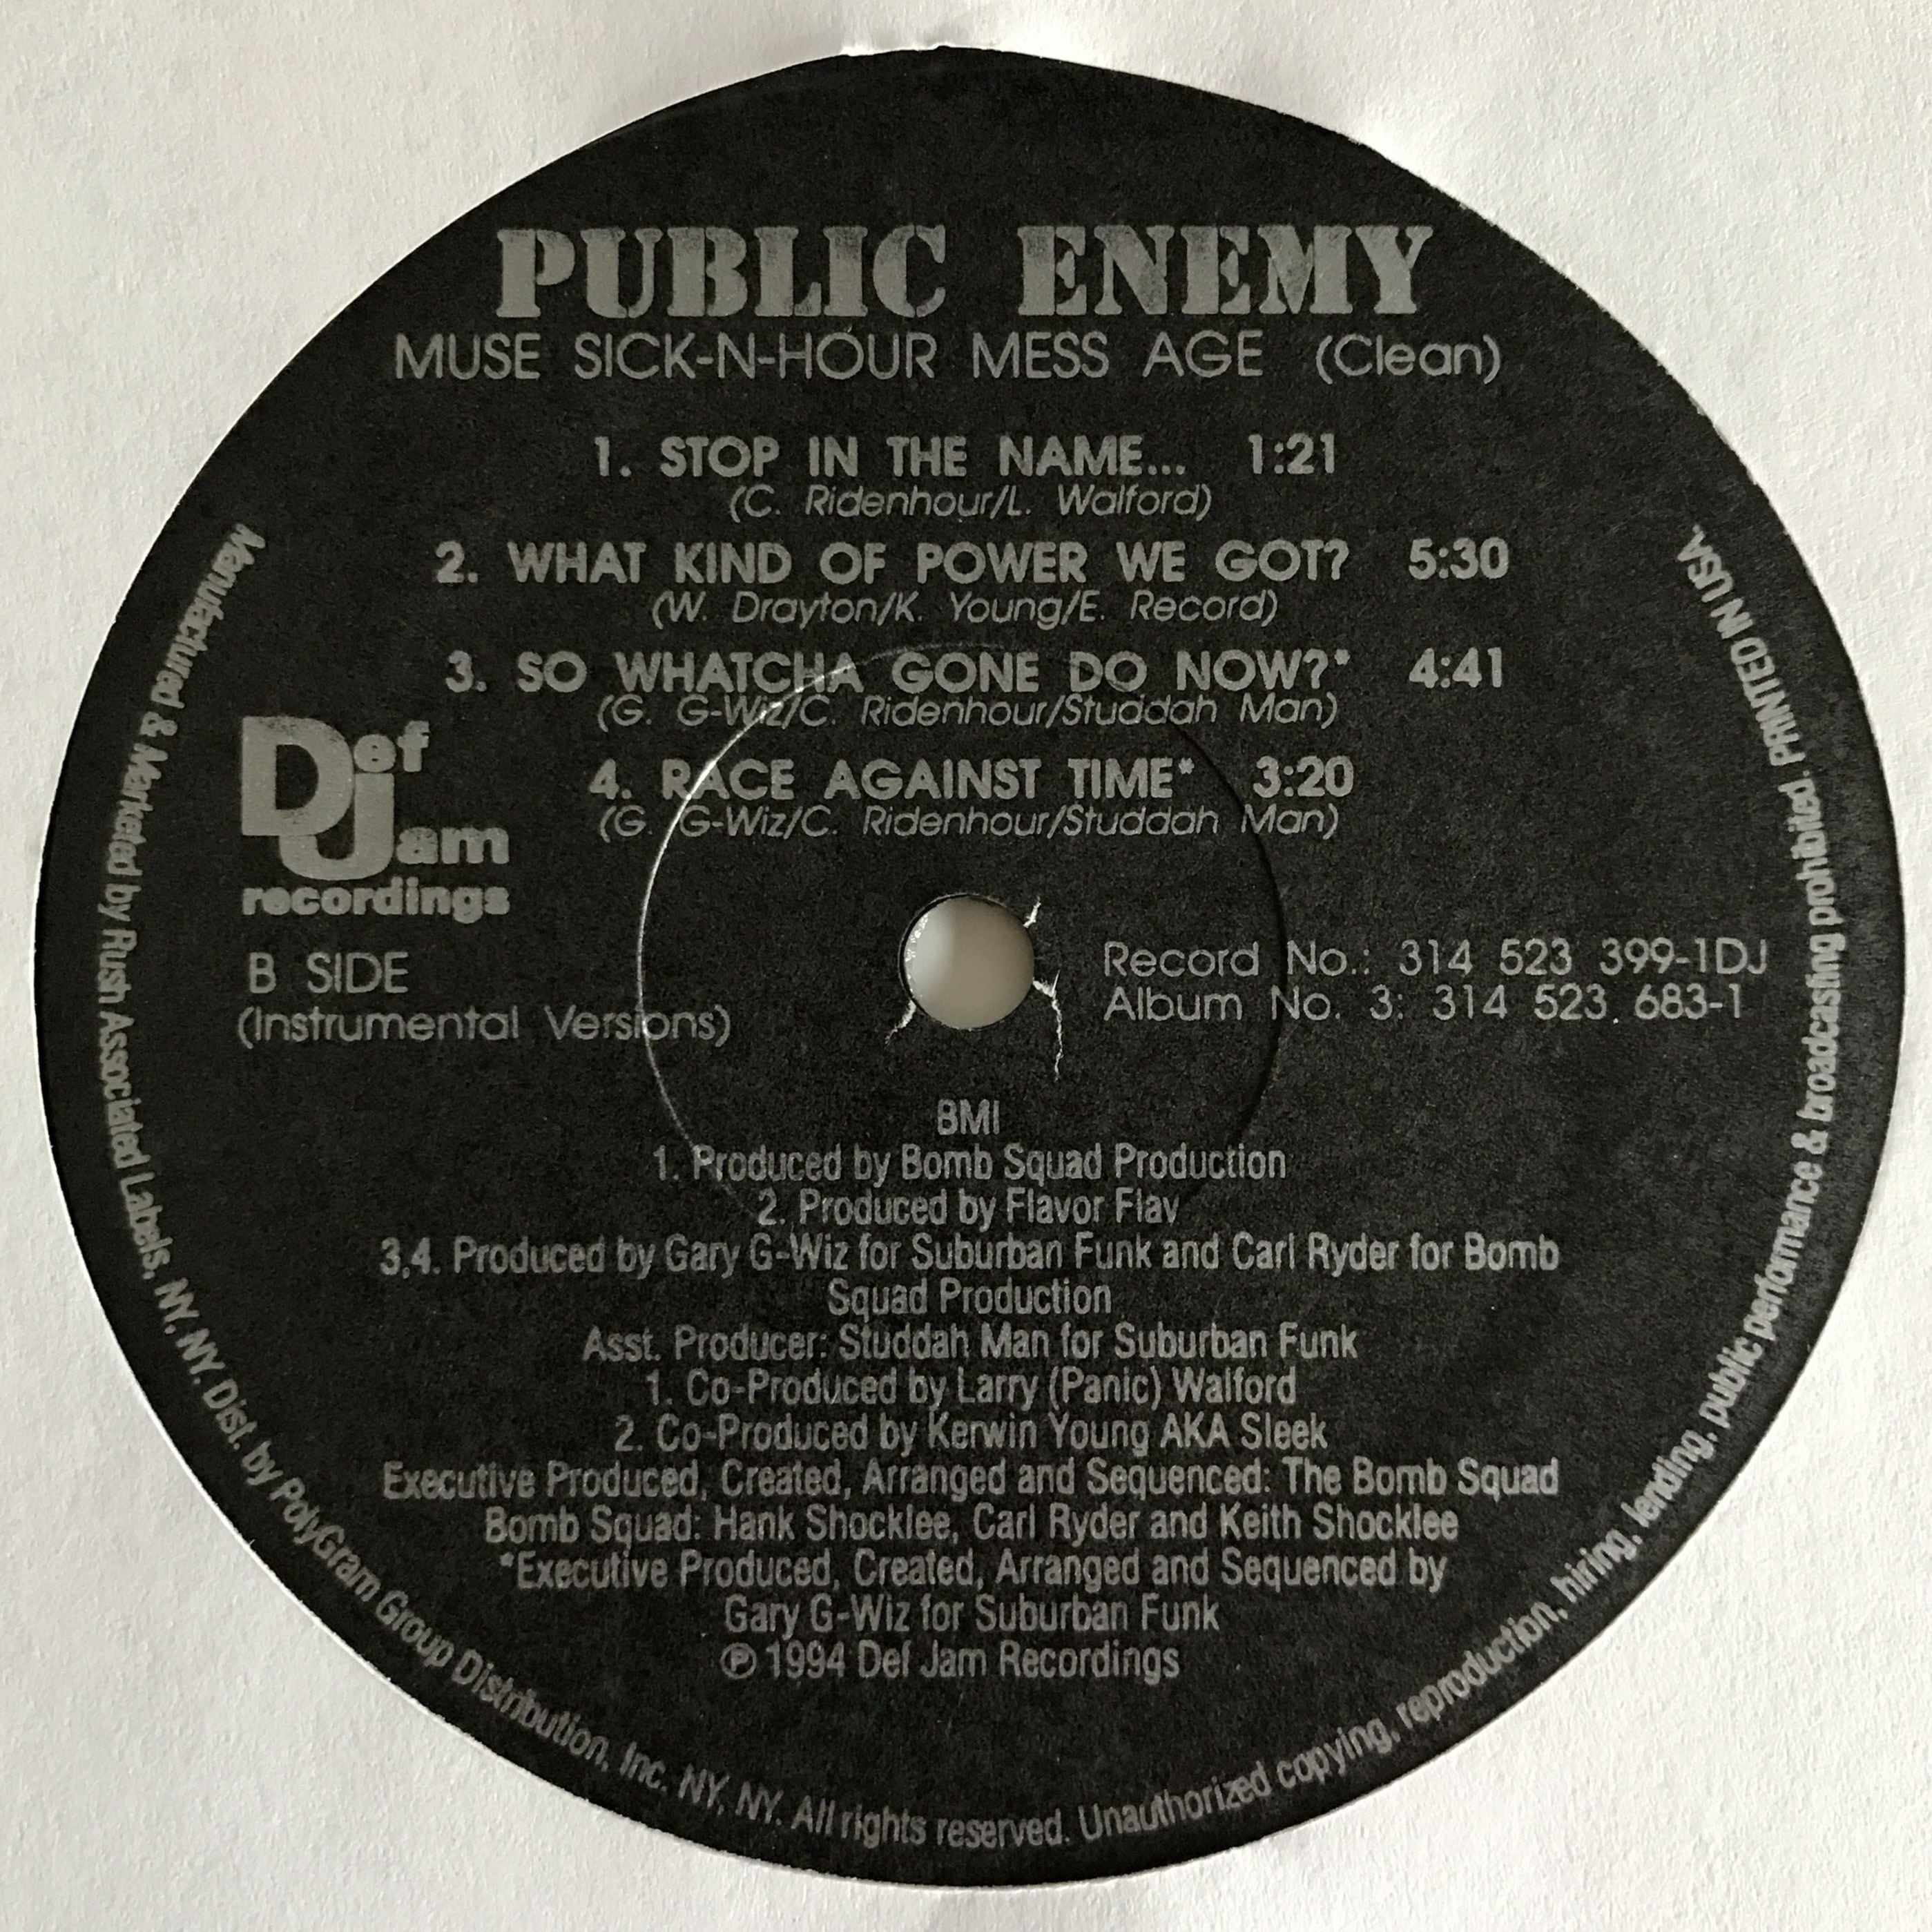 PUBLIC ENEMY
MUSE SICK-N-HOUR MESS AGE (Clean)
1. STOP IN THE NAME... 1:21
(C. Ridenhour/L. Walford)
2. WHAT KIND OF POWER WE GOT? 5:30
(W. Drayton/K. Young/E. Record)
3. SO WHATCHA GONE DO NOW?* 4:41
(G. G-Wiz/C. Ridenhour/Studdah Man)
4. RACE AGAINST TIME* 3:20
(G. G-Wiz/C. Ridenhour/Studdah Man)
Def
Jam
recordings
B SIDE
(Instrumental Versions)
Record No.: 314 523 399-1DJ
Album No. 3: 314 523 683-1
BMI
1. Produced by Bomb Squad Production
2. Produced by Flavor Flav
3,4. Produced by Gary G-Wiz for Suburban Funk and Carl Ryder for Bomb
Squad Production
Asst. Producer: Studdah Man for Suburban Funk
1. Co-Produced by Larry (Panic) Walford
2. Co-Produced by Kerwin Young AKA Sleek
Executive Produced, Created, Arranged and Sequenced: The Bomb Squad
Bomb Squad: Hank Shocklee, Carl Ryder and Keith Shocklee
*Executive Produced, Created, Arranged and Sequenced by
Gary G-Wiz for Suburban Funk
℗ 1994 Def Jam Recordings
Manufactured & Marketed by Rush Associated Labels, NY, NY. Dist. by PolyGram Group Distribution, Inc. NY, NY. All rights reserved. Unauthorized copying, reproduction, hiring, lending, public performance & broadcasting prohibited. PRINTED IN USA.